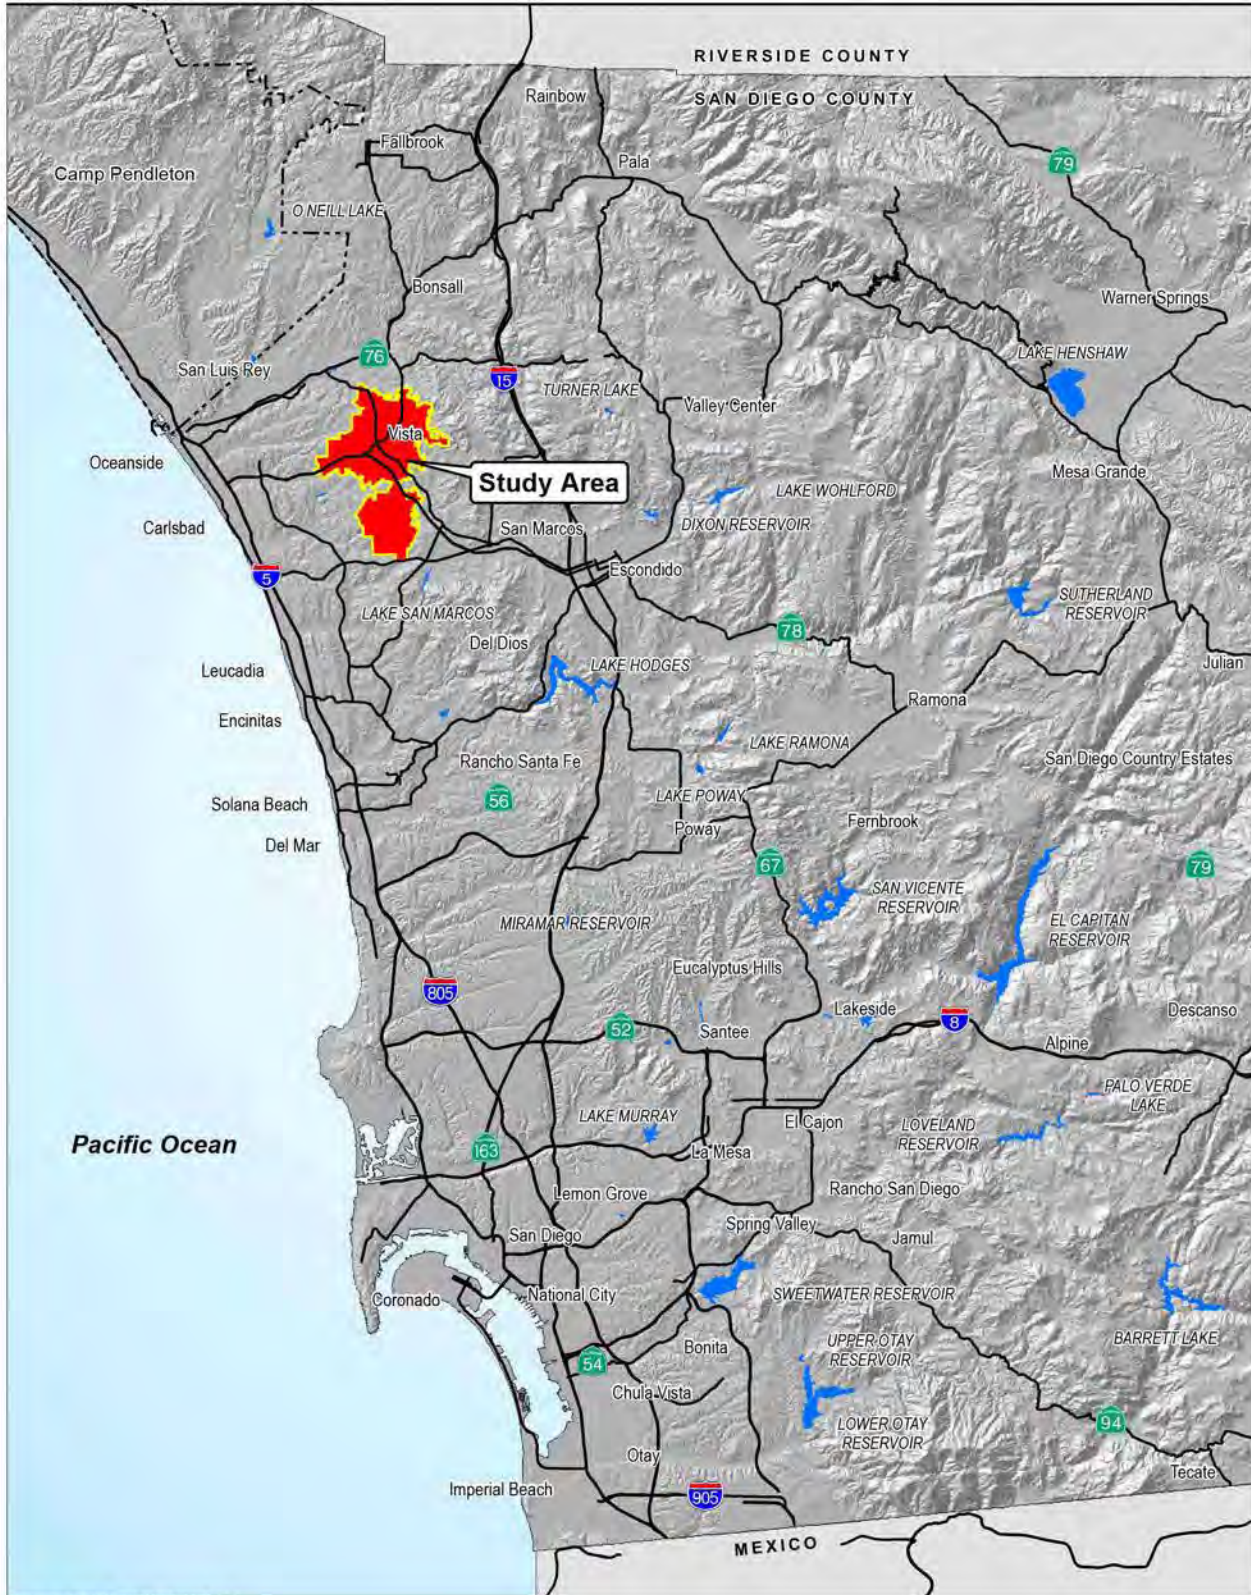 RIVERSIDE COUNTY
SAN DIEGO COUNTY
Rainbow
Fallbrook
Pala
79
Camp Pendleton
O NEILL LAKE
Bonsall
Warner Springs
76
San Luis Rey
LAKE HENSHAW
15
TURNER LAKE
Valley Center
Vista
Oceanside
Mesa Grande
Study Area
LAKE WOHLFORD
Carlsbad
San Marcos
DIXON RESERVOIR
5
Escondido
SUTHERLAND
RESERVOIR
LAKE SAN MARCOS
78
Del Dios
LAKE HODGES
Julian
Leucadia
Ramona
Encinitas
LAKE RAMONA
San Diego Country Estates
Rancho Santa Fe
56
LAKE POWAY
Solana Beach
Poway
Fernbrook
Del Mar
67
79
SAN VICENTE
RESERVOIR
MIRAMAR RESERVOIR
EL CAPITAN
RESERVOIR
Eucalyptus Hills
805
Lakeside
Descanso
52
Santee
8
Alpine
PALO VERDE
LAKE
LAKE MURRAY
El Cajon
LOVELAND
RESERVOIR
Pacific Ocean
163
La Mesa
Lemon Grove
Rancho San Diego
San Diego
Spring Valley
Jamul
Coronado
National City
SWEETWATER RESERVOIR
Bonita
UPPER OTAY
RESERVOIR
BARRETT LAKE
54
Chula Vista
LOWER OTAY
RESERVOIR
94
Otay
Tecate
Imperial Beach
905
MEXICO